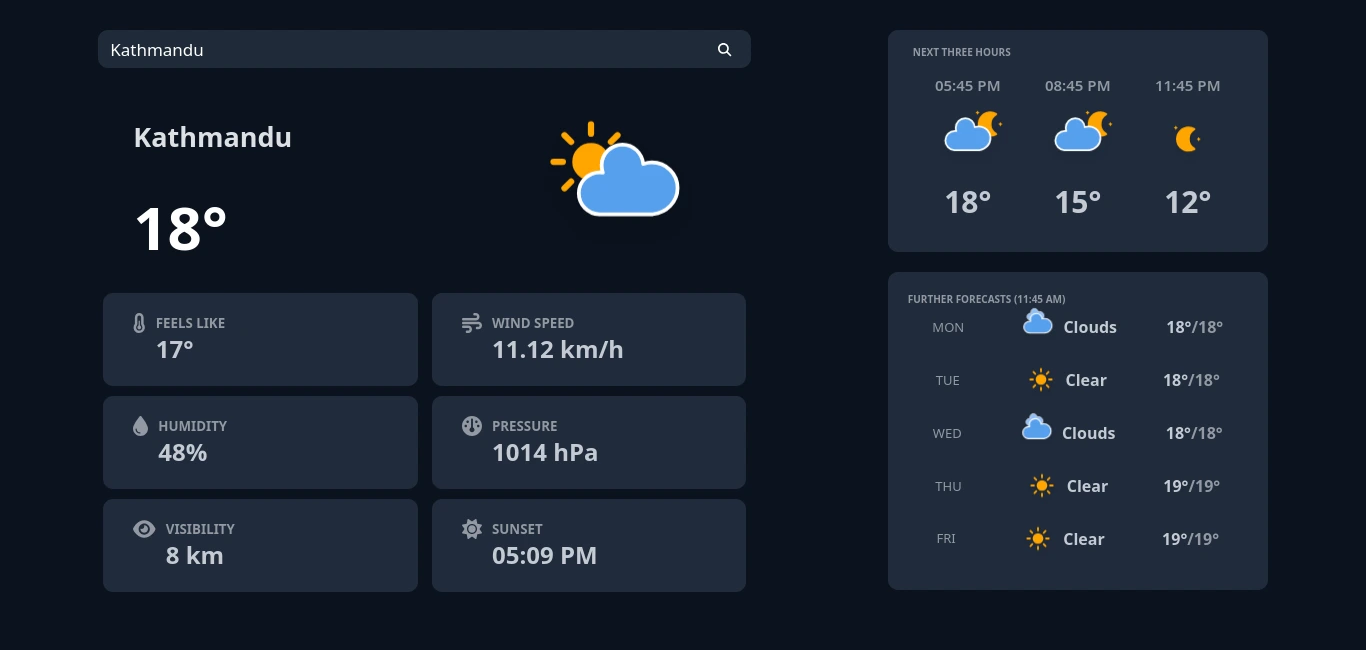 Kathmandu
Kathmandu
18°
FEELS LIKE
17°
WIND SPEED
11.12 km/h
HUMIDITY
48%
PRESSURE
1014 hPa
VISIBILITY
8 km
SUNSET
05:09 PM
NEXT THREE HOURS
05:45 PM 08:45 PM 11:45 PM
18° 15° 12°
FURTHER FORECASTS (11:45 AM)
MON Clouds 18°/18°
TUE Clear 18°/18°
WED Clouds 18°/18°
THU Clear 19°/19°
FRI Clear 19°/19°